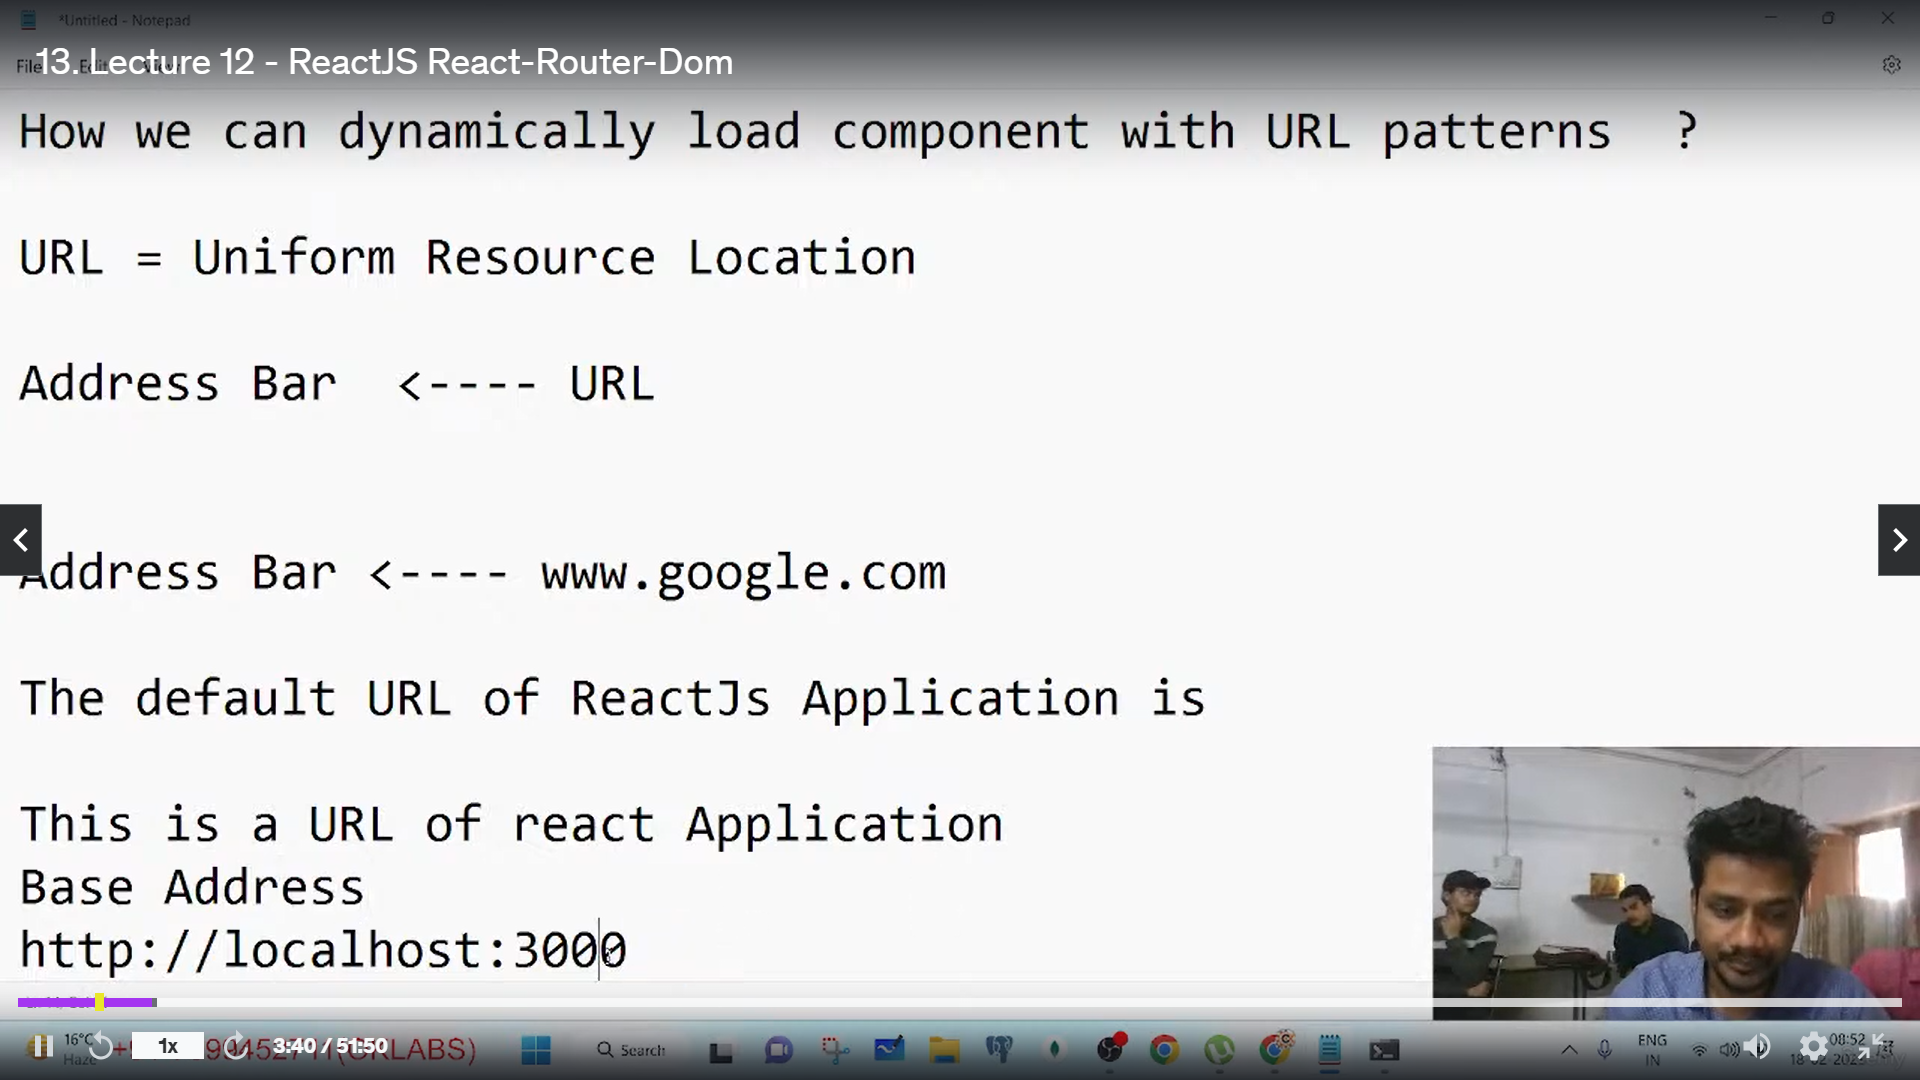 *Untitled - Notepad
13. Lecture 12 - ReactJS React-Router-Dom
File Edit View
How we can dynamically load component with URL patterns ?
URL = Uniform Resource Location
Address Bar <---- URL
Address Bar <---- www.google.com
The default URL of ReactJs Application is
This is a URL of react Application
Base Address
http://localhost:3000
16°C
Haze
1x
3:40 / 51:50
Search
ENG
IN
08:52